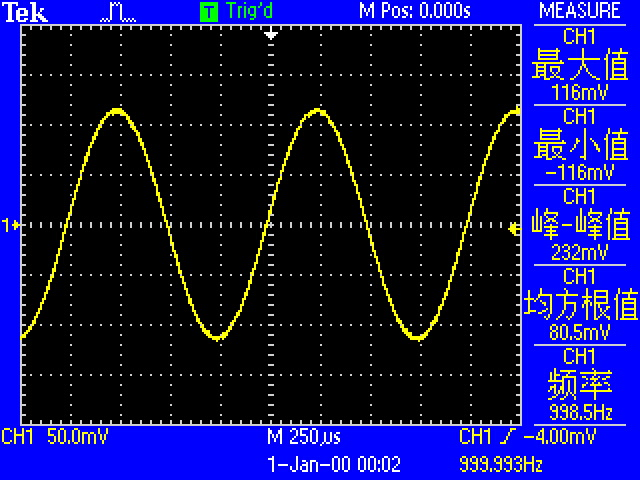 Tek
T Trig'd
M Pos: 0.000s
MEASURE
CH1
最大值
116mV
CH1
最小值
-116mV
CH1
峰-峰值
232mV
CH1
均方根值
80.5mV
CH1
频率
998.5Hz
1
CH1 50.0mV
M 250µs
CH1 -4.00mV
1-Jan-00 00:02
999.993Hz